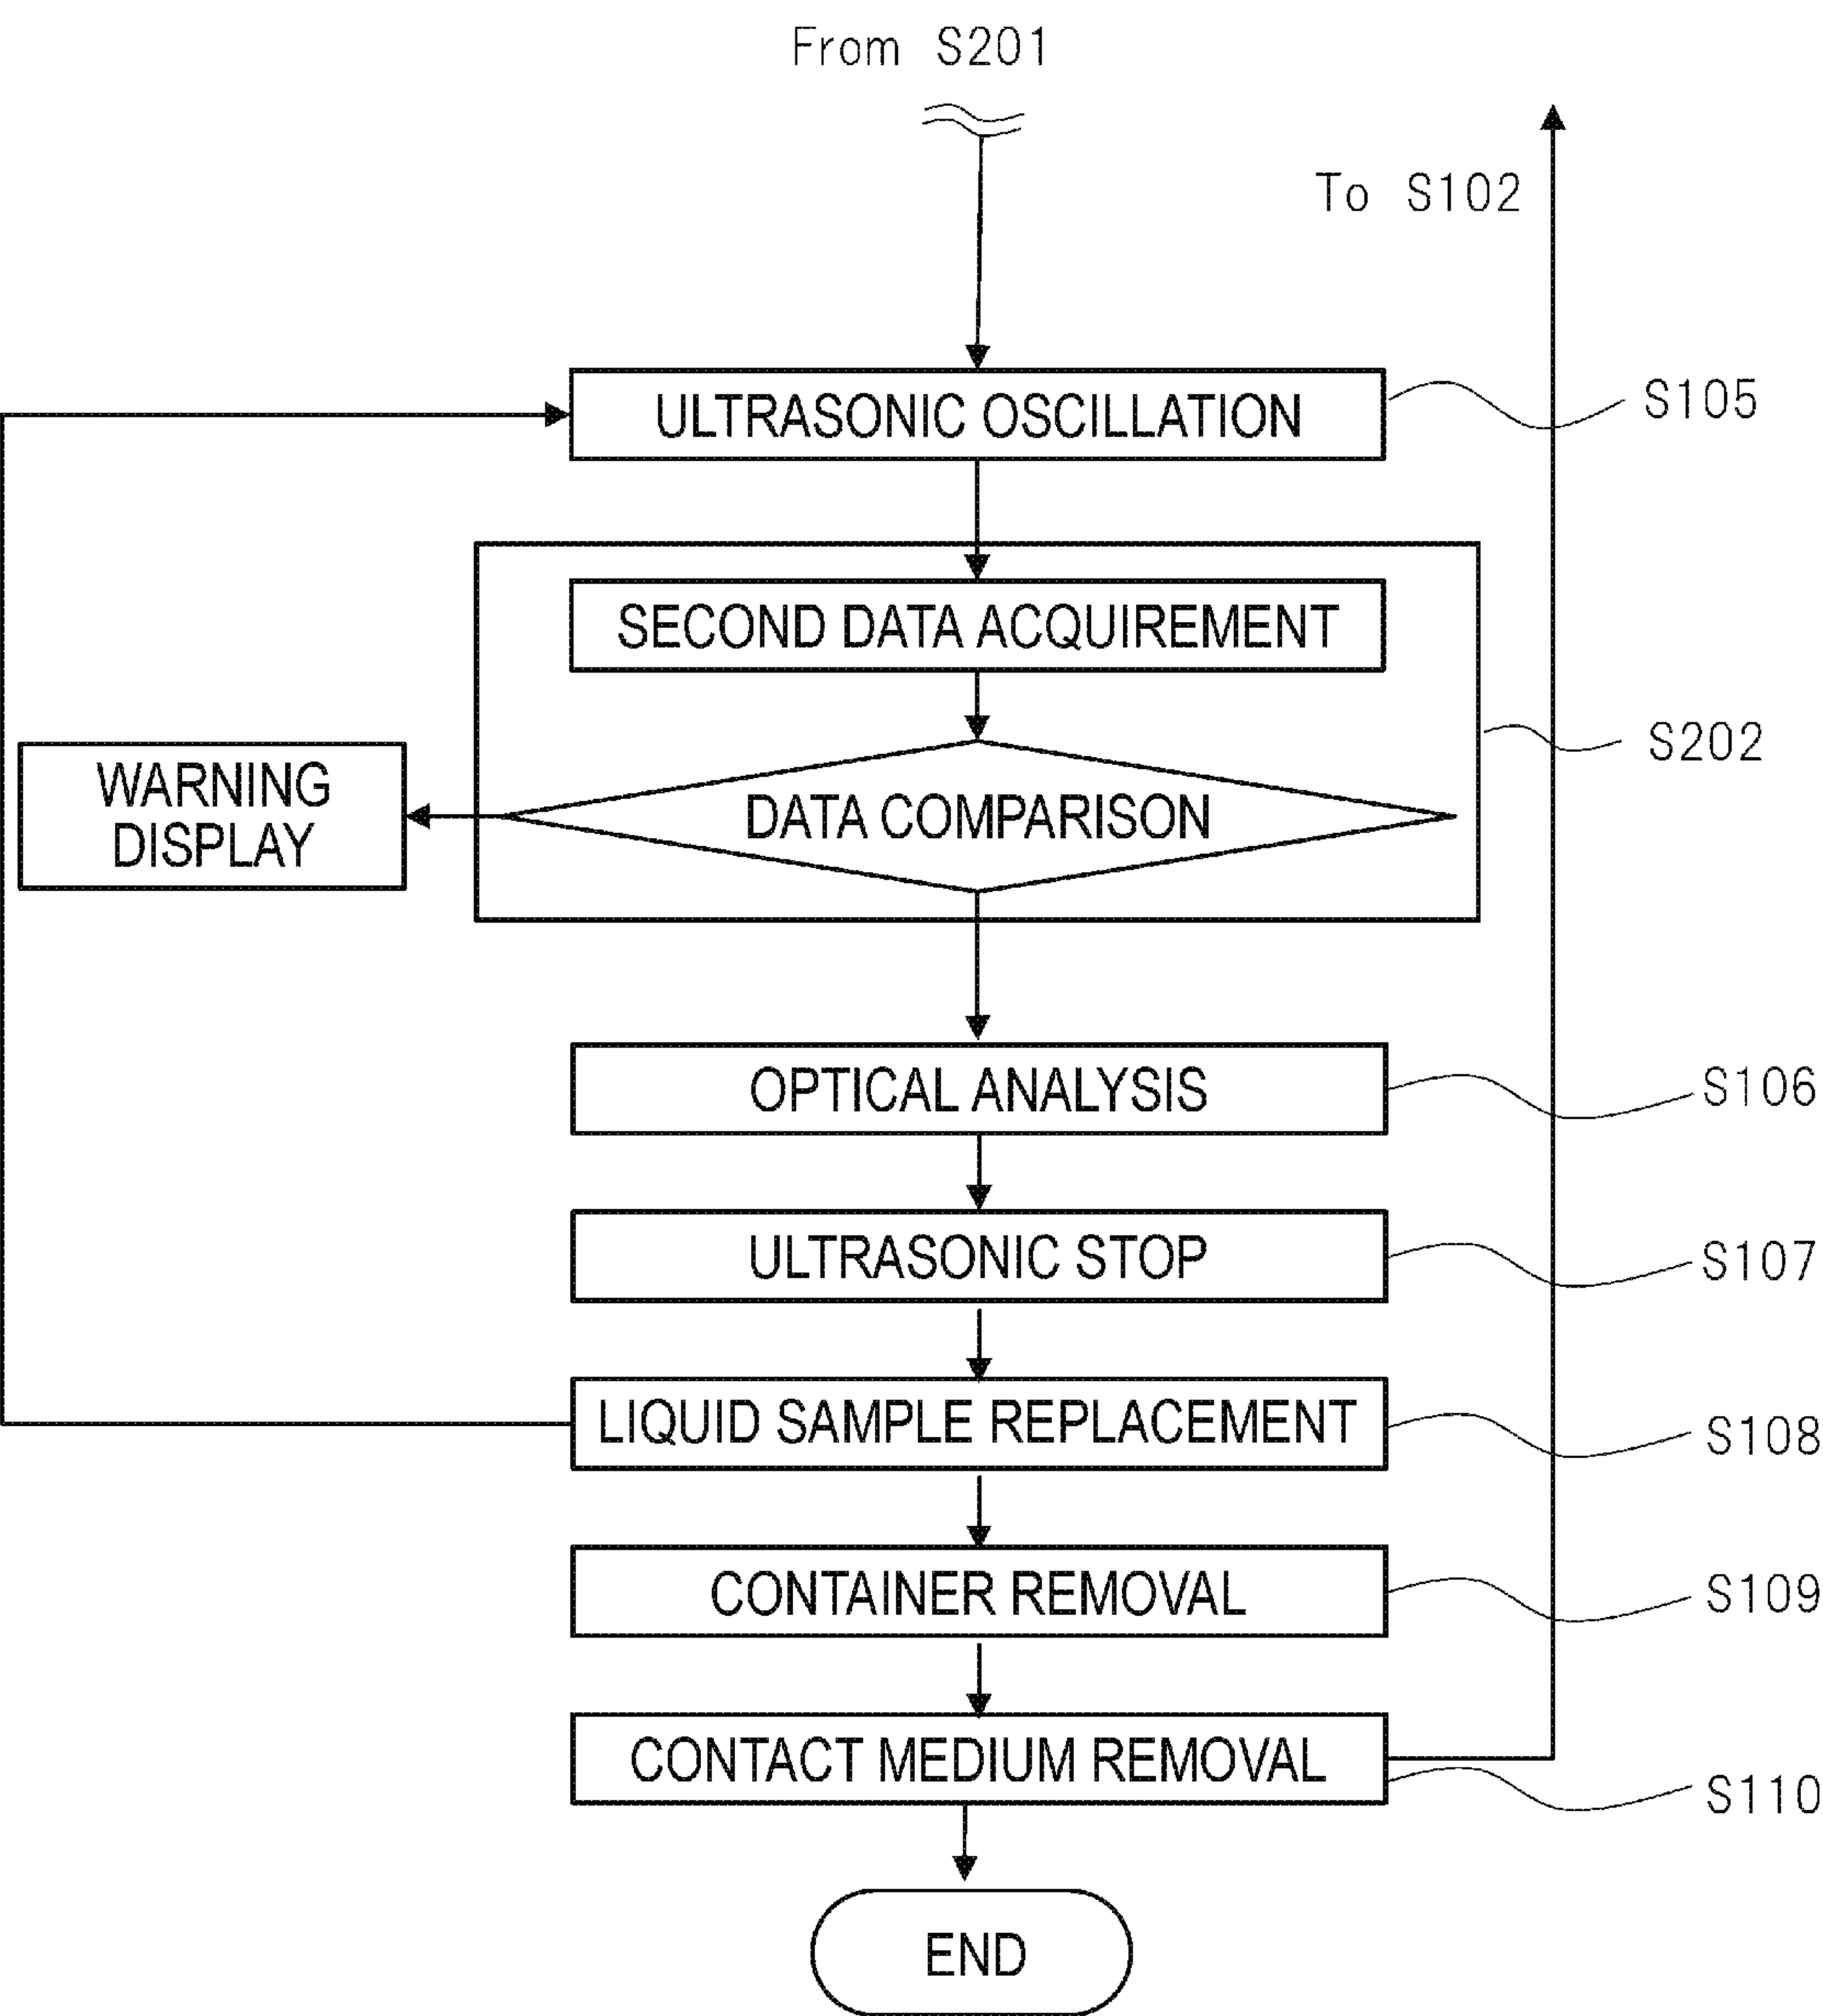 From S201
To S102
ULTRASONIC OSCILLATION
S105
SECOND DATA ACQUIREMENT
S202
WARNING
DISPLAY
DATA COMPARISON
OPTICAL ANALYSIS
S106
ULTRASONIC STOP
S107
LIQUID SAMPLE REPLACEMENT
S108
CONTAINER REMOVAL
S109
CONTACT MEDIUM REMOVAL
S110
END